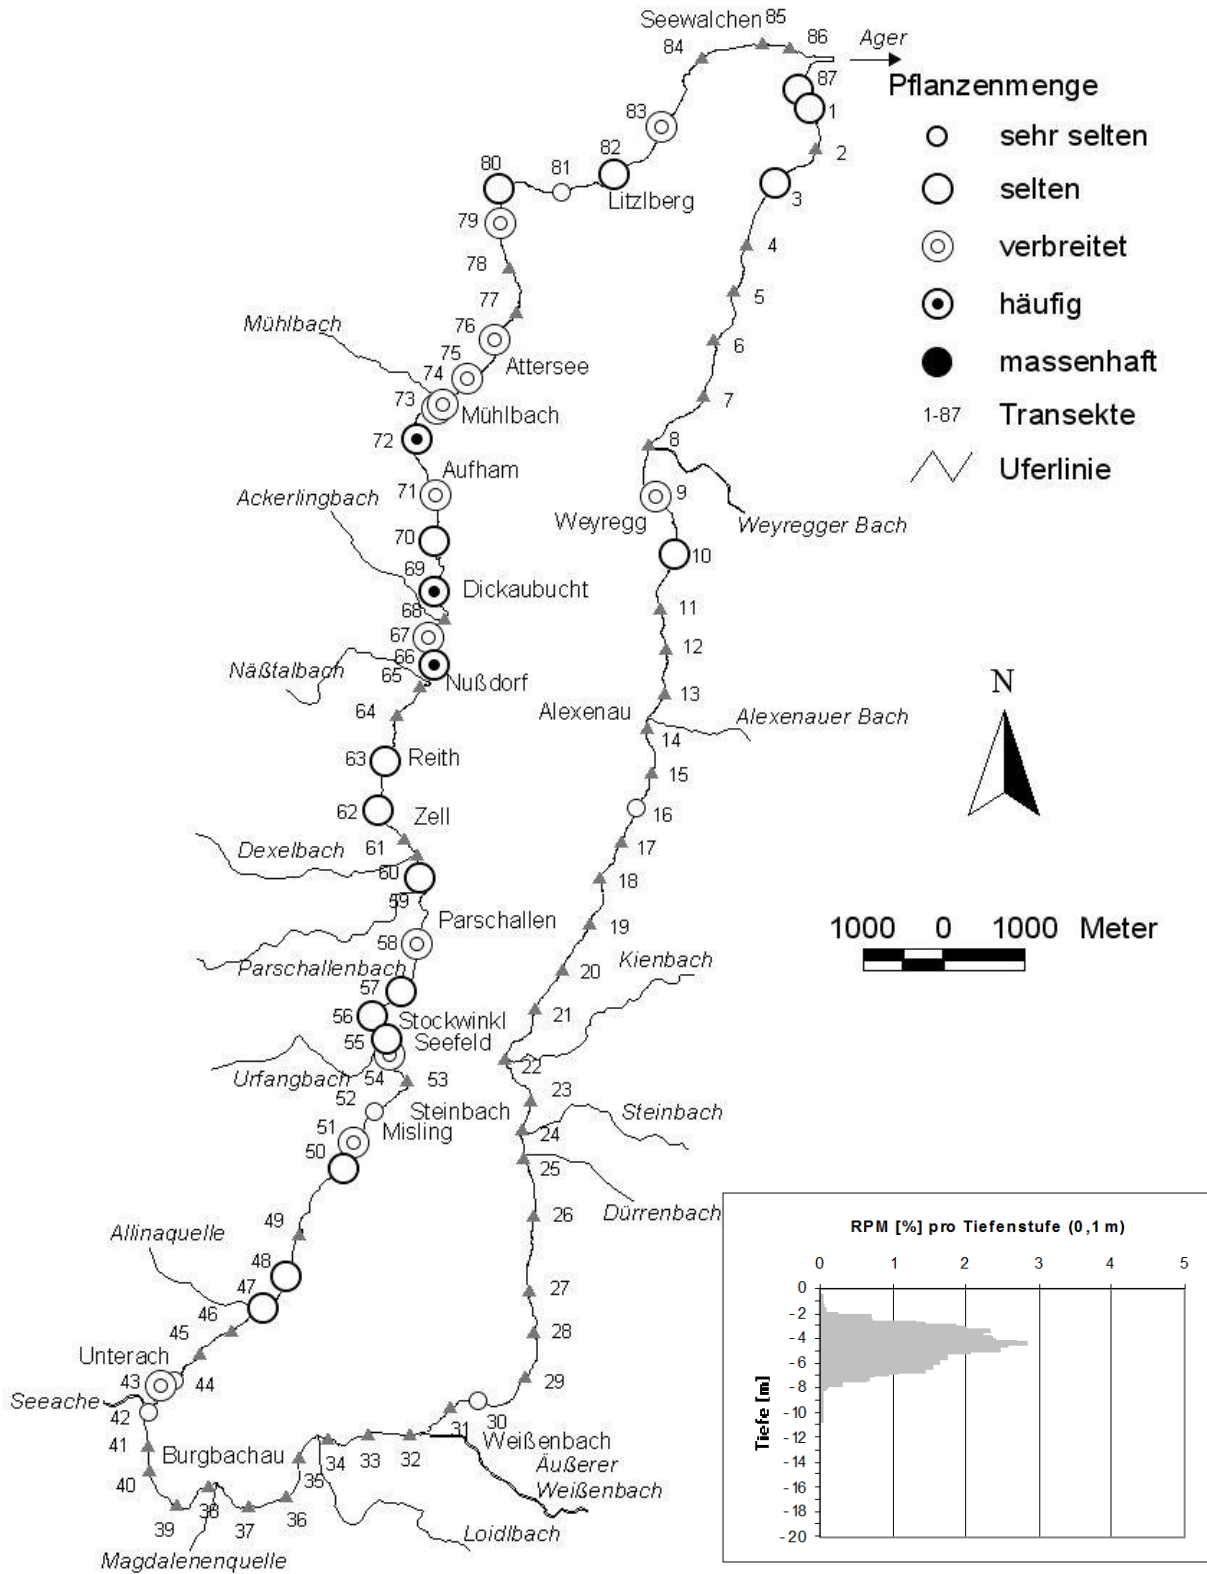 Seewalchen
85
86
84
Ager
87
Pflanzenmenge
83
1
sehr selten
82
2
80
81
selten
3
Litzlberg
79
4
verbreitet
78
5
häufig
77
Mühlbach
76
6
massenhaft
75
Attersee
74
7
73
Mühlbach
1-87
Transekte
72
8
Aufham
Uferlinie
Ackerlingbach
71
9
Weyregg
Weyregger Bach
70
10
69
Dickaubucht
68
11
67
66
12
Näßtalbach
65
Nußdorf
13
N
64
Alexenau
Alexenauer Bach
14
63
Reith
15
62
Zell
16
61
Dexelbach
17
60
18
59
Parschallen
19
1000 0 1000 Meter
58
Parschallenbach
20
Kienbach
57
21
56
Stockwinkl
55
Seefeld
22
Urfangbach
54
53
23
52
Steinbach
Steinbach
Misling
51
24
50
25
Dürrenbach
26
49
Allinaquelle
48
27
47
46
28
45
Unterach
43
44
29
Seeache
42
30
31
41
Burgbachau
34
33
32
Weißenbach
Äußerer
Weißenbach
40
35
39
38
37
36
Loidlbach
Magdalenenquelle
RPM [%] pro Tiefenstufe (0,1 m)
0 1 2 3 4 5
Tiefe [m]
0
-2
-4
-6
-8
-10
-12
-14
-16
-18
-20